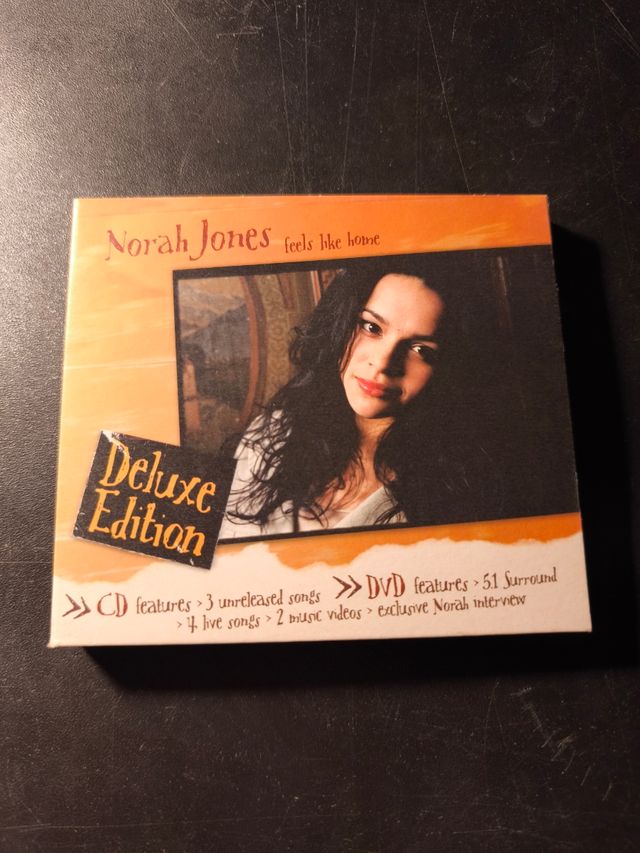 Norah Jones feels like home
Deluxe
Edition
>> CD features > 3 unreleased songs >> DVD features > 5.1 Surround
> 4 live songs > 2 music videos > exclusive Norah interview